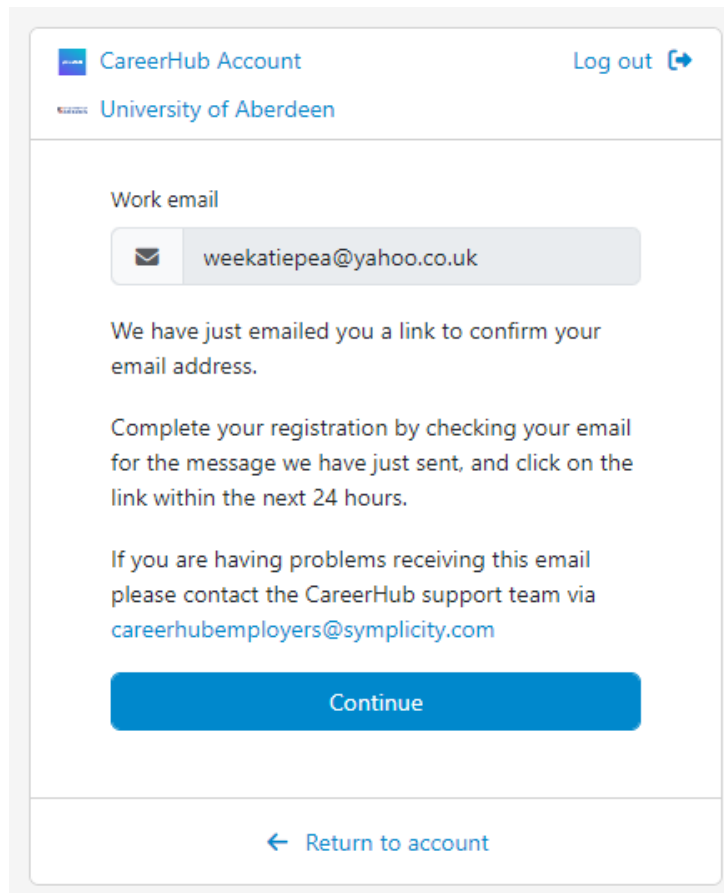 CareerHub Account
Log out
University of Aberdeen
Work email
weekatiepea@yahoo.co.uk
We have just emailed you a link to confirm your
email address.
Complete your registration by checking your email
for the message we have just sent, and click on the
link within the next 24 hours.
If you are having problems receiving this email
please contact the CareerHub support team via
careerhubemployers@symplicity.com
Continue
Return to account